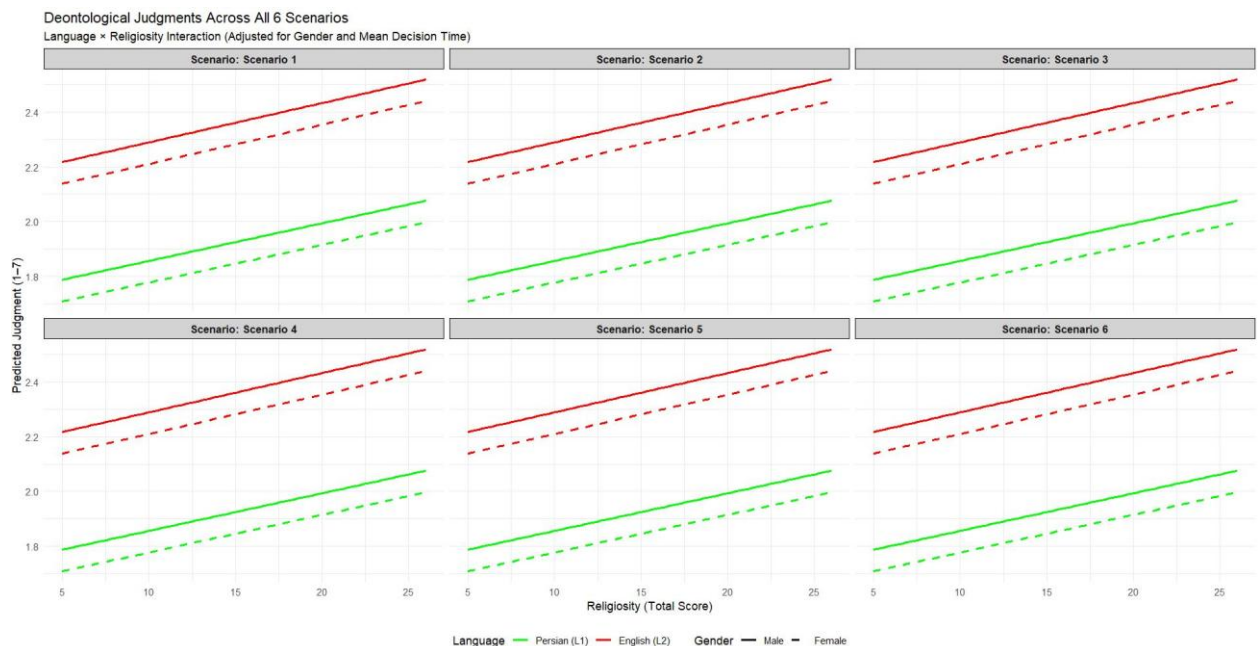 Deontological Judgments Across All 6 Scenarios
Language × Religiosity Interaction (Adjusted for Gender and Mean Decision Time)
Scenario: Scenario 1
Scenario: Scenario 2
Scenario: Scenario 3
2.4
2.2
2.0
1.8
Scenario: Scenario 4
Scenario: Scenario 5
Scenario: Scenario 6
2.4
2.2
2.0
1.8
Predicted Judgment (1–7)
5 10 15 20 25 5 10 15 20 25 5 10 15 20 25
Religiosity (Total Score)
Language Persian (L1) English (L2) Gender Male Female